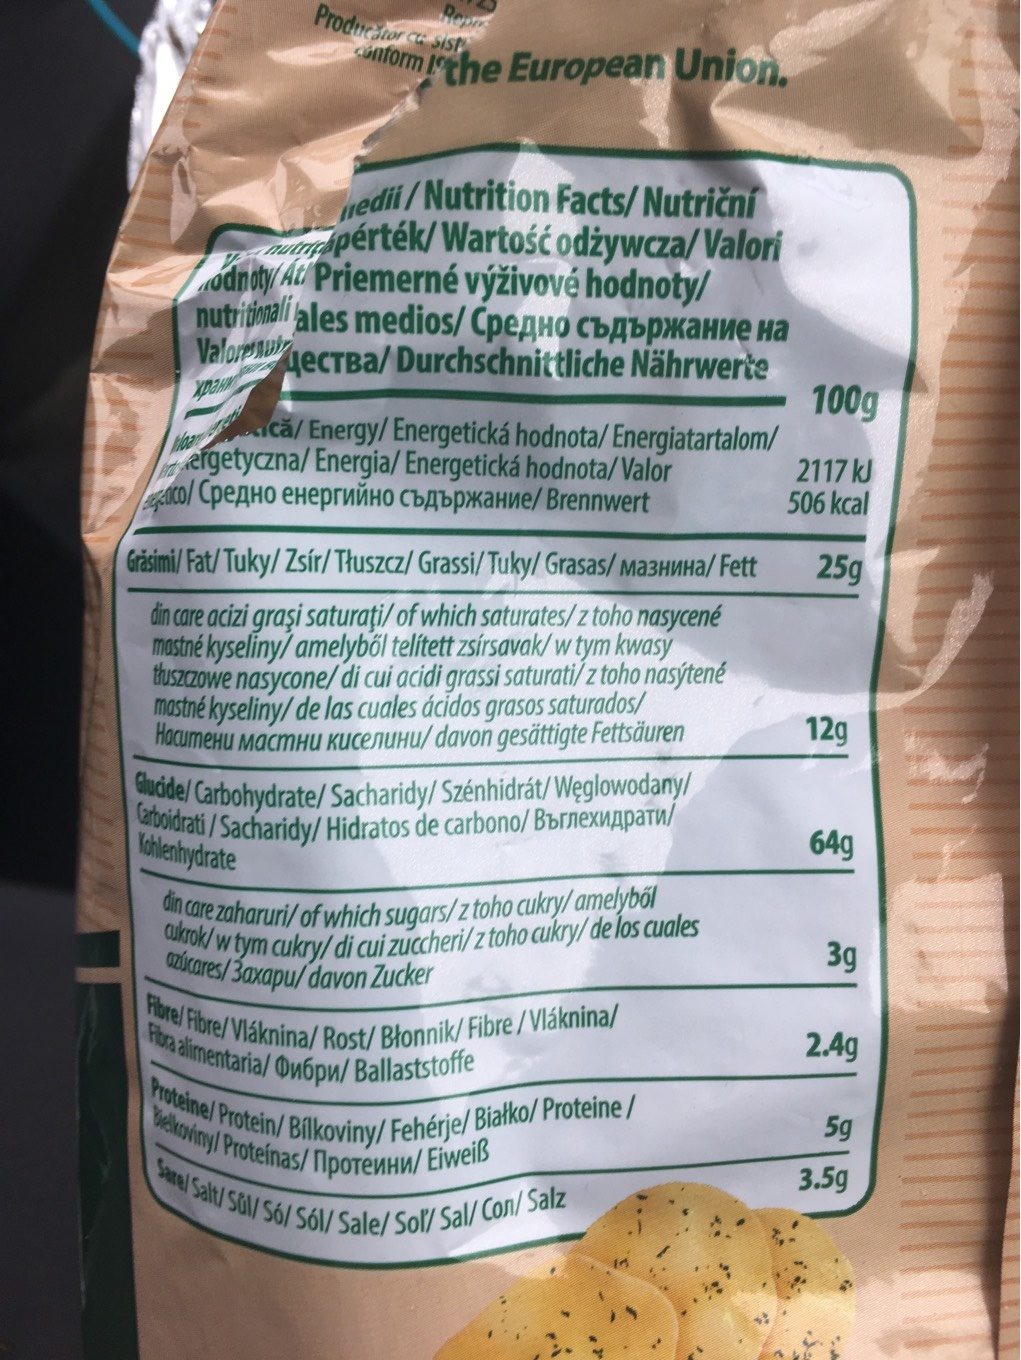 Producător cu sist
conform IS
the European Union.
/ Nutrition Facts/ Nutriční
/ Wartość odżywcza/ Valori
Priemerné výživové hodnoty/
nutritionali
medios/ Средно съдържание на
/ Durchschnittliche Nährwerte
100g
/ Energy/ Energetická hodnota/ Energiatartalom/
/ Energia/ Energetická hodnota/ Valor
2117 kJ
/ Средно енергийно съдържание/ Brennwert
506 kcal
Grăsimi/ Fat/ Tuky/ Zsír/ Tłuszcz/ Grassi/ Tuky/ Grasas/ мазнина/ Fett
25g
din care acizi graşi saturaţi/ of which saturates/ z toho nasycené
mastné kyseliny/ amelyből telített zsírsavak/ w tym kwasy
tłuszczowe nasycone/ di cui acidi grassi saturati/ z toho nasýtené
mastné kyseliny/ de las cuales ácidos grasos saturados/
Наситени мастни киселини/ davon gesättigte Fettsäuren
12g
Glucide/ Carbohydrate/ Sacharidy/ Szénhidrát/ Węglowodany/
Carboidrati / Sacharidy/ Hidratos de carbono/ Въглехидрати/
Kohlenhydrate
64g
din care zaharuri/ of which sugars/ z toho cukry/ amelyből
cukrok/ w tym cukry/ di cui zuccheri/ z toho cukry/ de los cuales
azúcares/ Захари/ davon Zucker
3g
Fibre/ Fibre/ Vláknina/ Rost/ Błonnik/ Fibre / Vláknina/
Fibra alimentaria/ Фибри/ Ballaststoffe
2.4g
Proteine/ Protein/ Bílkoviny/ Fehérje/ Białko/ Proteine /
Bielkoviny/ Proteínas/ Протеини/ Eiweiß
5g
Sare/ Salt/ Sůl/ Só/ Sól/ Sale/ Soľ/ Sal/ Сол/ Salz
3.5g